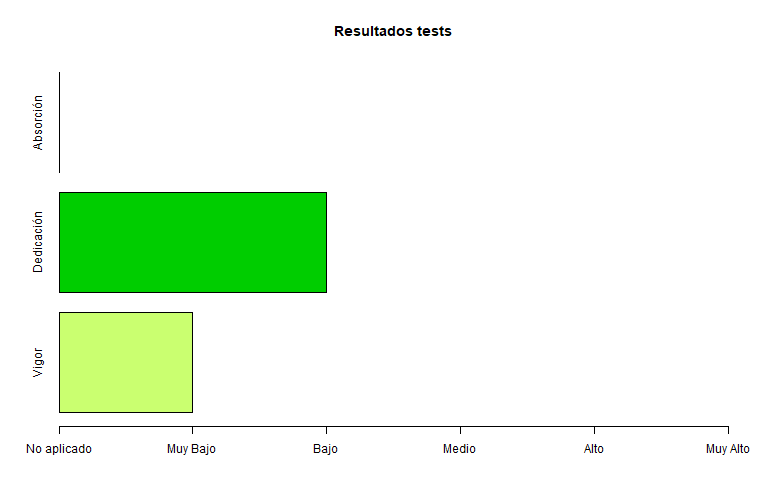 Resultados tests
Absorción
Dedicación
Vigor
No aplicado
Muy Bajo
Bajo
Medio
Alto
Muy Alto